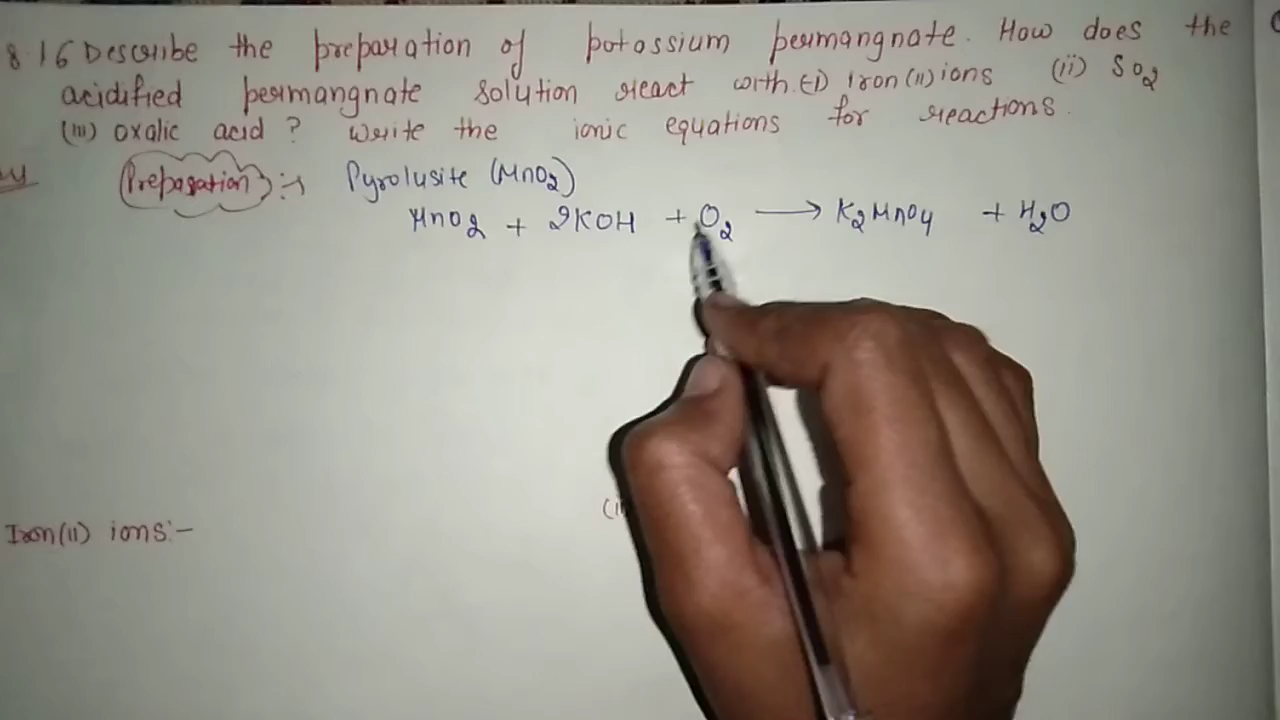 8.16 Describe the preparation of potossium permangnate. How does the
acidified permangnate solution react with (i) iron(ii) ions (ii) SO2
(iii) oxalic acid? Write the ionic equations for reactions.
Preparation :→ Pyrolusite (MnO2)
MnO2 + 2KOH + O2 → K2MnO4 + H2O
Iron(II) ions:-